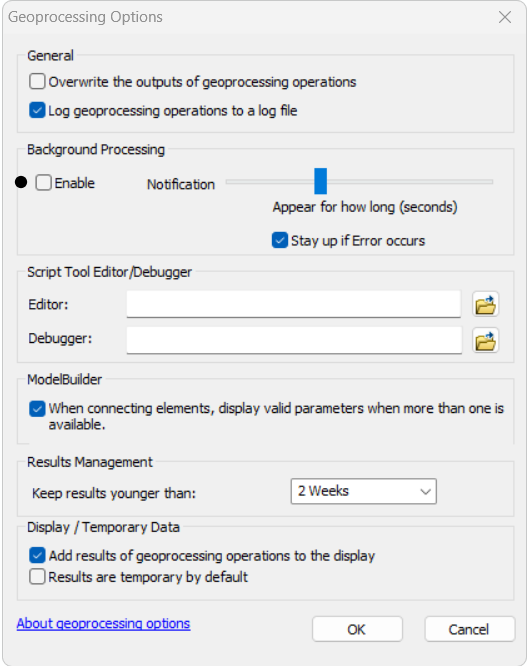 Geoprocessing Options
General
Overwrite the outputs of geoprocessing operations
Log geoprocessing operations to a log file
Background Processing
Enable
Notification
Appear for how long (seconds)
Stay up if Error occurs
Script Tool Editor/Debugger
Editor:
Debugger:
ModelBuilder
When connecting elements, display valid parameters when more than one is
available.
Results Management
Keep results younger than:
2 Weeks
Display / Temporary Data
Add results of geoprocessing operations to the display
Results are temporary by default
About geoprocessing options
OK
Cancel